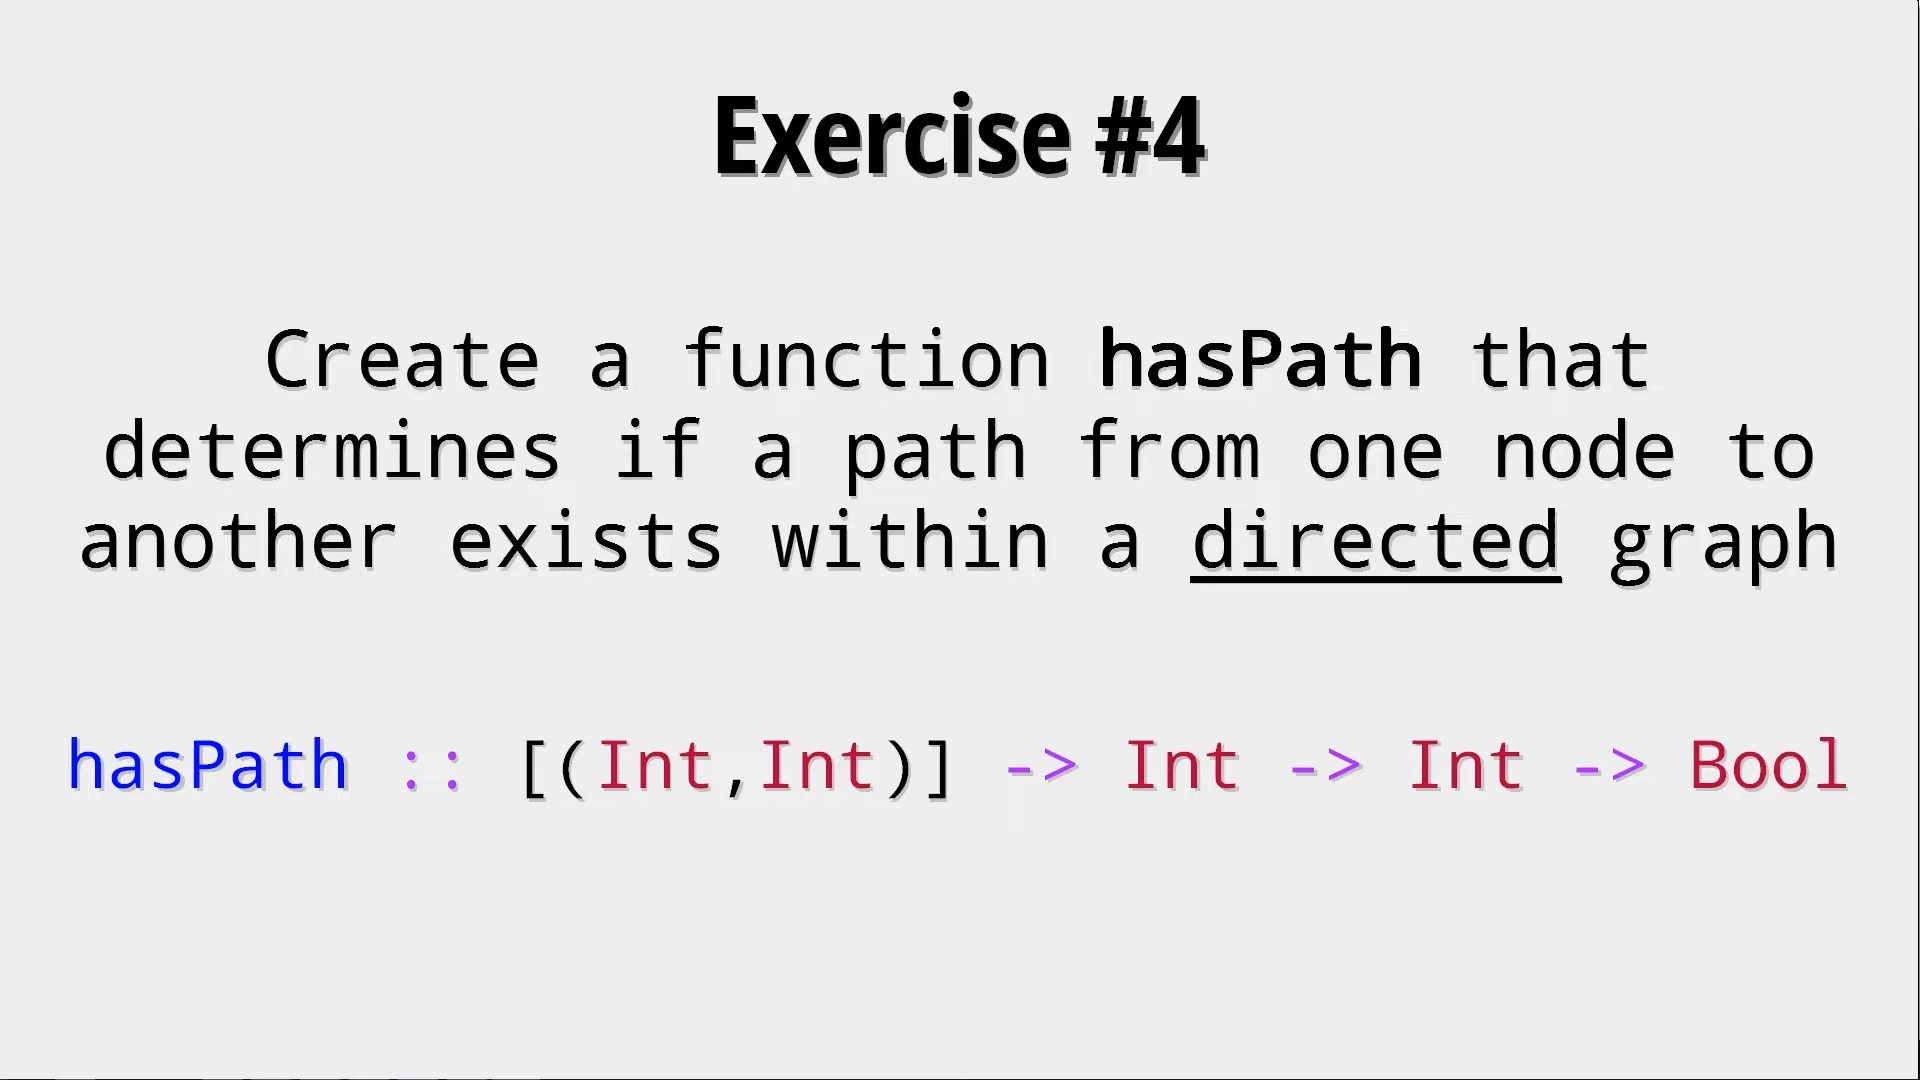 Exercise #4
Create a function hasPath that
determines if a path from one node to
another exists within a directed graph
hasPath :: [(Int,Int)] -> Int -> Int -> Bool